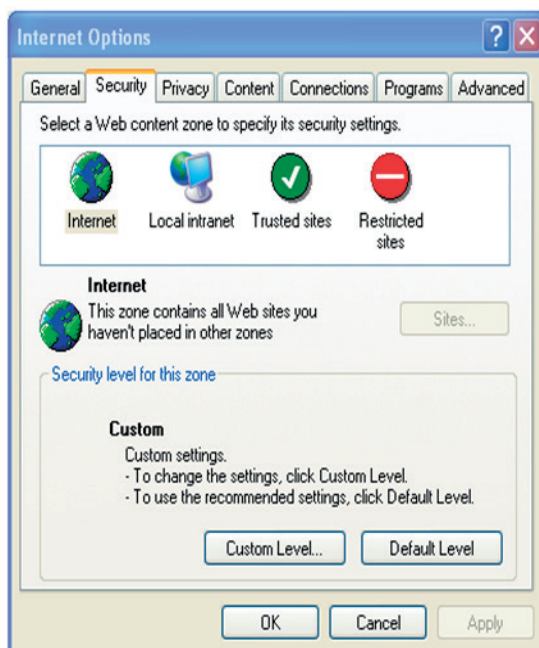 Internet Options
General Security Privacy Content Connections Programs Advanced
Select a Web content zone to specify its security settings.
Internet Local intranet Trusted sites Restricted
sites
Internet
This zone contains all Web sites you
haven't placed in other zones
Sites...
Security level for this zone
Custom
Custom settings.
- To change the settings, click Custom Level.
- To use the recommended settings, click Default Level.
Custom Level... Default Level
OK Cancel Apply